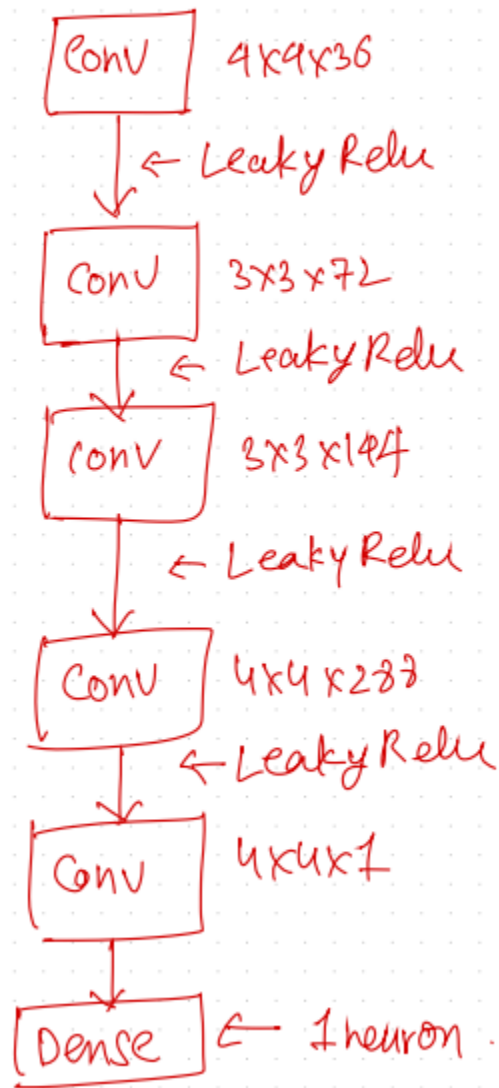 Conv 4x4x36
← Leaky Relu
Conv 3x3x72
← Leaky Relu
Conv 3x3x144
← Leaky Relu
Conv 4x4x288
← Leaky Relu
Conv 4x4x1
Dense ← 1 neuron.